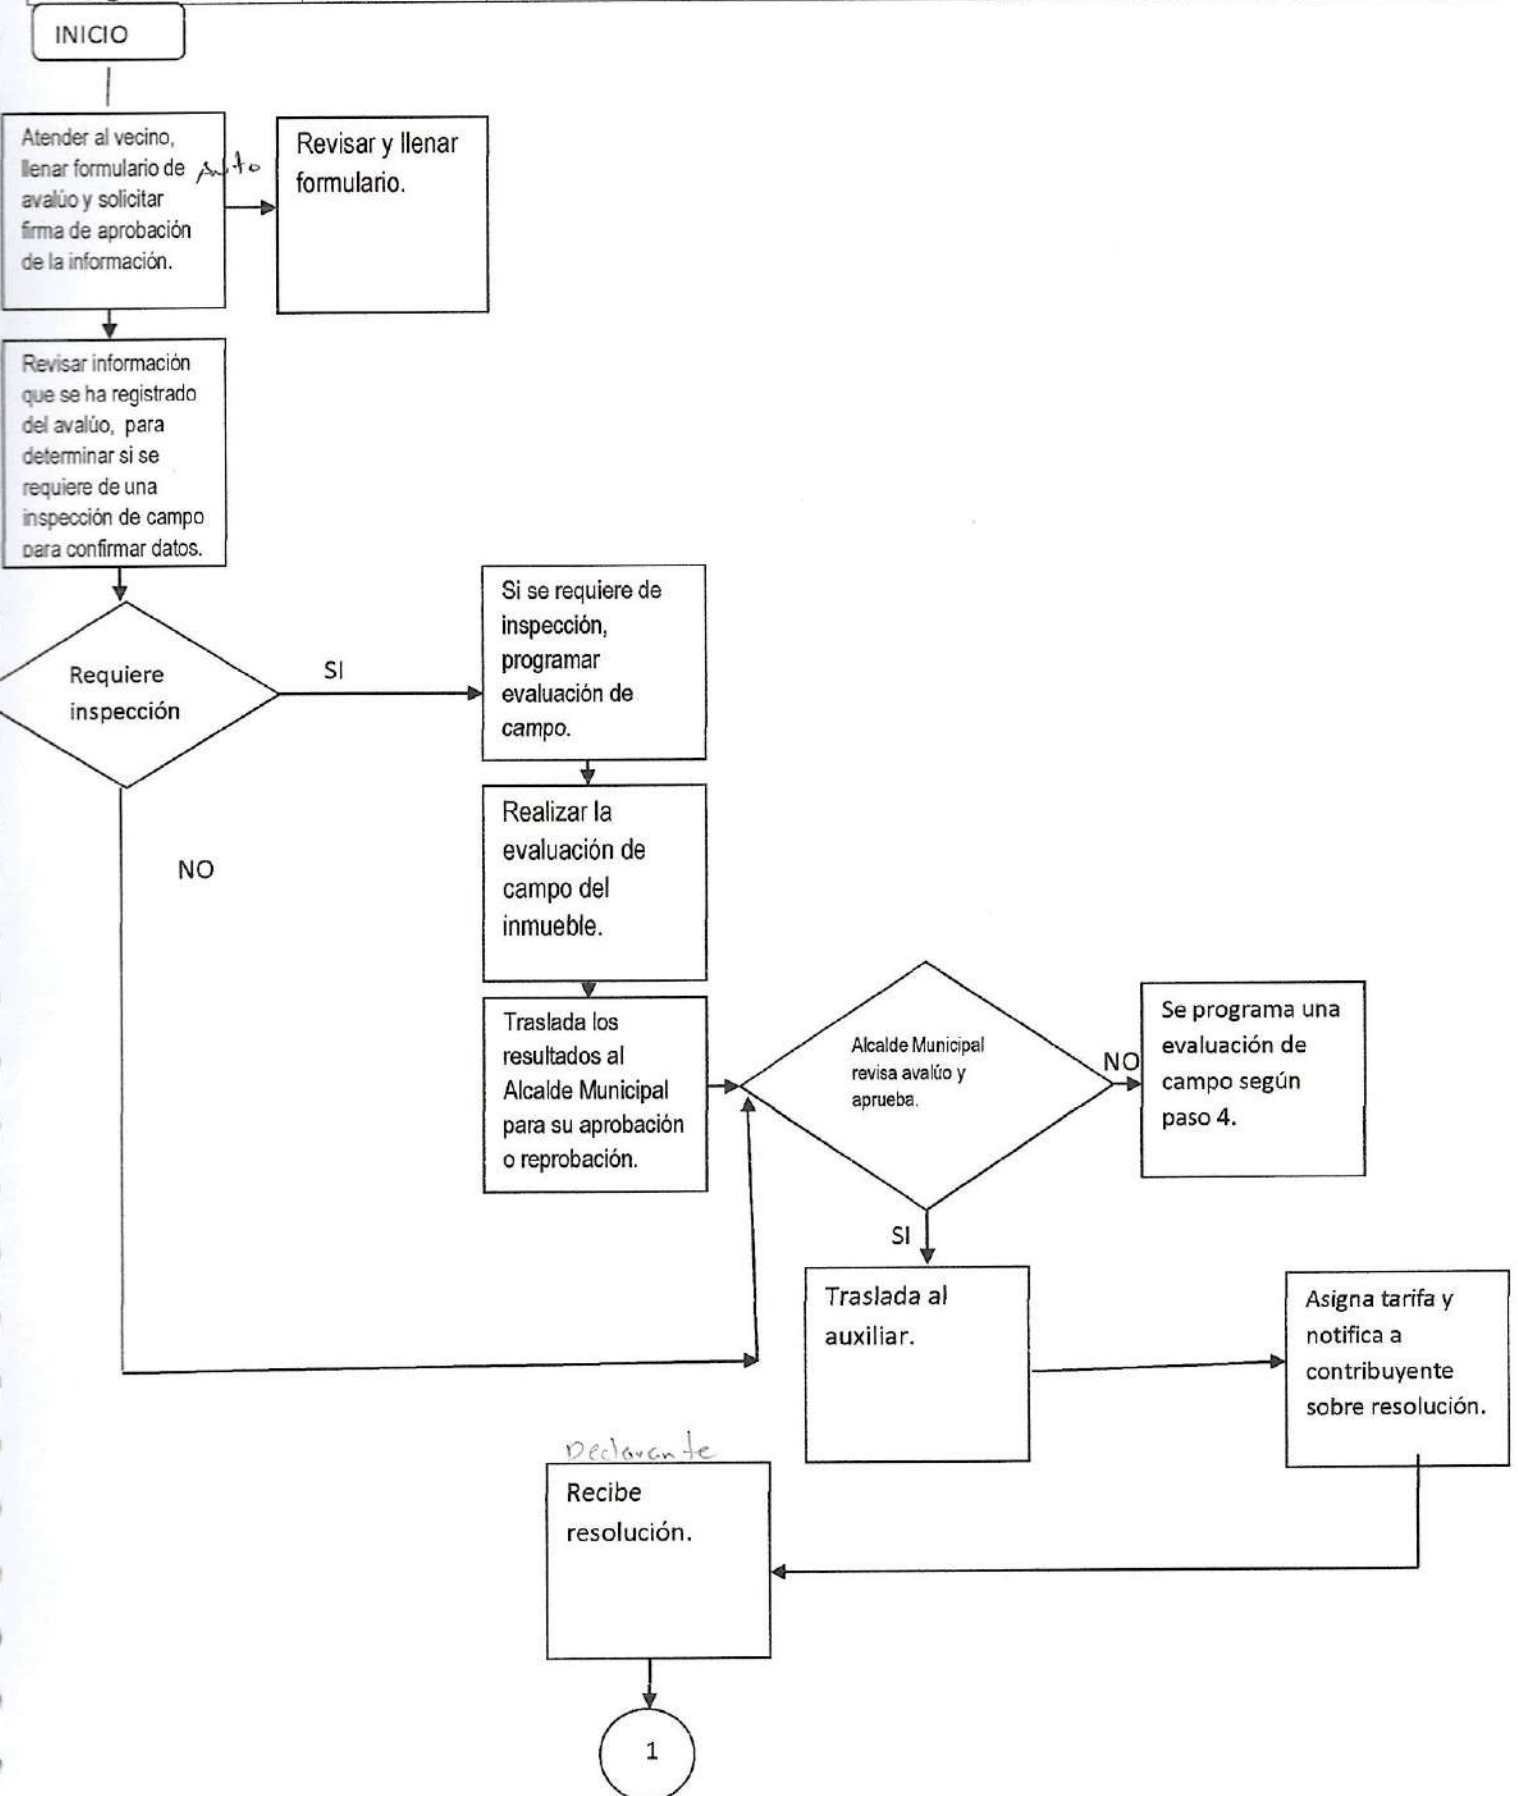 INICIO
Atender al vecino,
llenar formulario de
avalúo y solicitar
firma de aprobación
de la información.
Revisar y llenar
formulario.
Revisar información
que se ha registrado
del avalúo, para
determinar si se
requiere de una
inspección de campo
para confirmar datos.
Requiere
inspección
SI
NO
Si se requiere de
inspección,
programar
evaluación de
campo.
Realizar la
evaluación de
campo del
inmueble.
Traslada los
resultados al
Alcalde Municipal
para su aprobación
o reprobación.
Alcalde Municipal
revisa avalúo y
aprueba.
NO
Se programa una
evaluación de
campo según
paso 4.
SI
Traslada al
auxiliar.
Asigna tarifa y
notifica a
contribuyente
sobre resolución.
Declarante
Recibe
resolución.
1